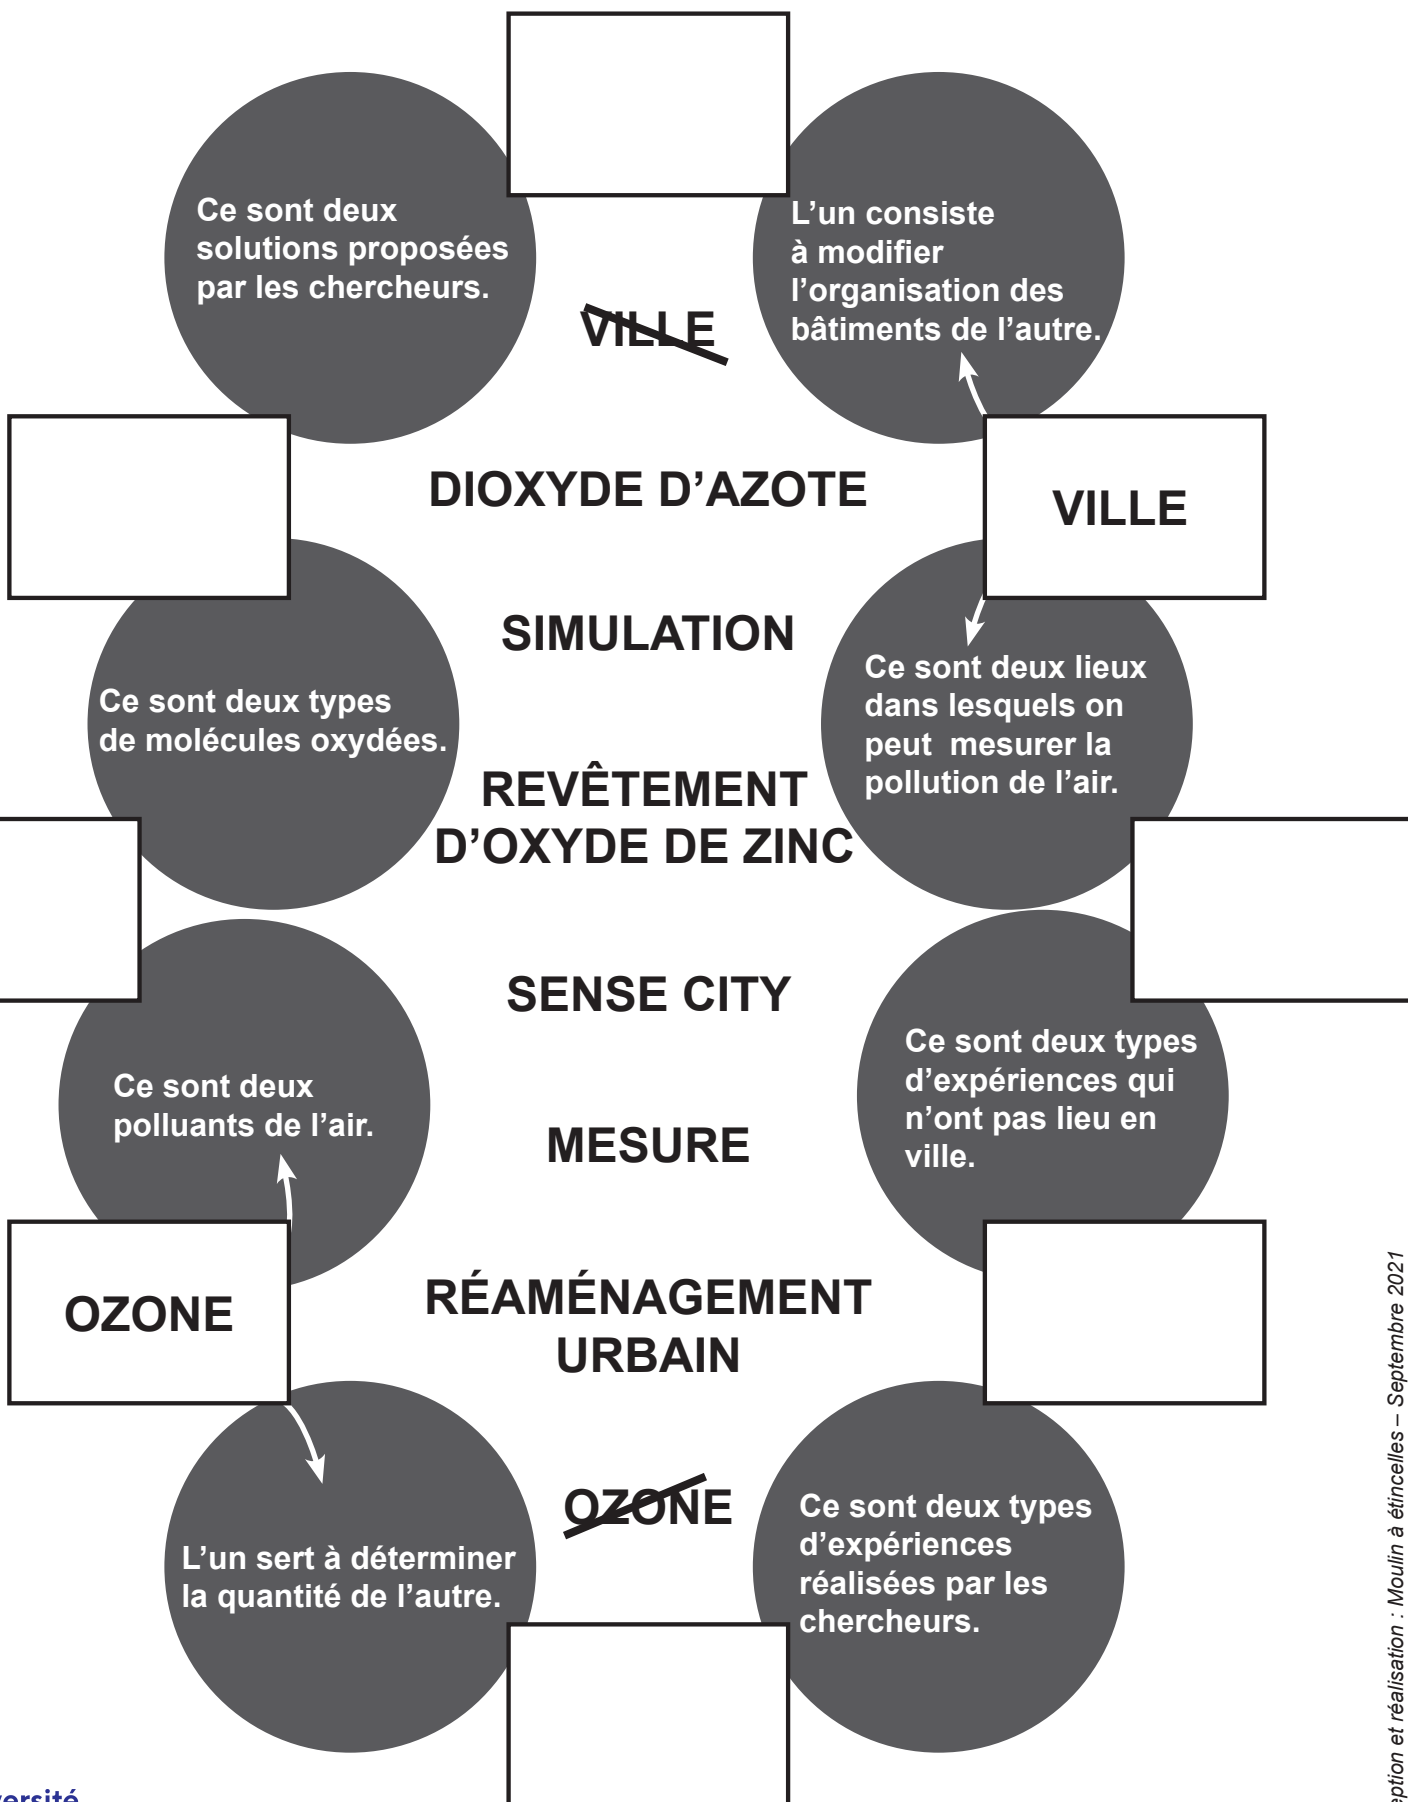 Ce sont deux
solutions proposées
par les chercheurs.
L’un consiste
à modifier
l’organisation des
bâtiments de l’autre.
VILLE
DIOXYDE D’AZOTE
VILLE
SIMULATION
Ce sont deux types
de molécules oxydées.
Ce sont deux lieux
dans lesquels on
peut  mesurer la
pollution de l’air.
REVÊTEMENT
D’OXYDE DE ZINC
SENSE CITY
Ce sont deux
polluants de l’air.
Ce sont deux types
d’expériences qui
n’ont pas lieu en
ville.
MESURE
OZONE
RÉAMÉNAGEMENT
URBAIN
OZONE
L’un sert à déterminer
la quantité de l’autre.
Ce sont deux types
d’expériences
réalisées par les
chercheurs.
et réalisation : Moulin à étincelles – Septembre 2021